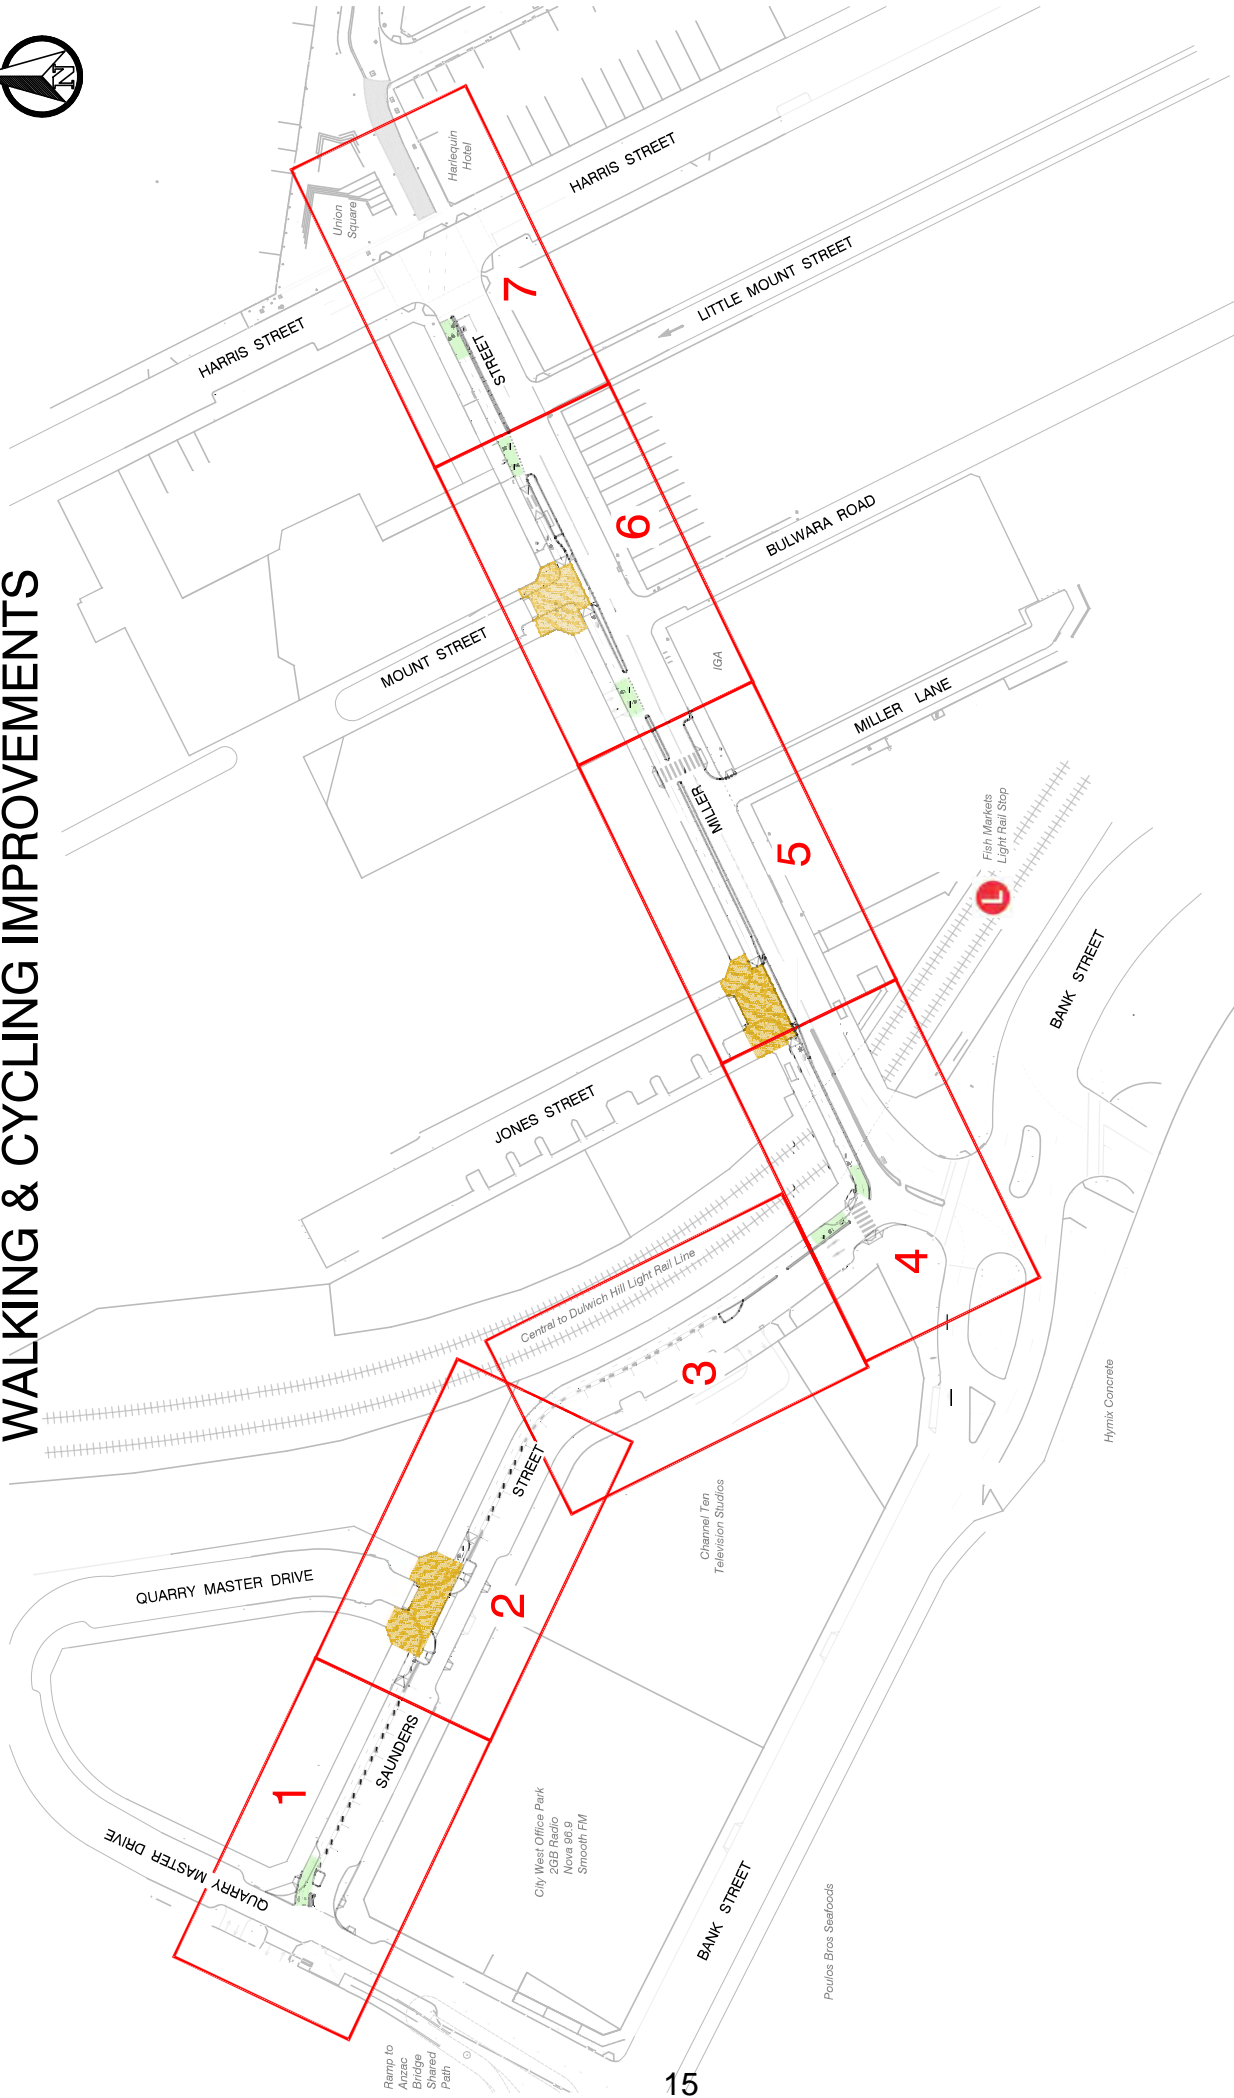 WALKING & CYCLING IMPROVEMENTS
N
Union
Square
Harlequin
Hotel
HARRIS STREET
HARRIS STREET
LITTLE MOUNT STREET
7
STREET
6
BULWARA ROAD
MOUNT STREET
IGA
MILLER LANE
MILLER
5
Fish Markets
Light Rail Stop
L
BANK STREET
JONES STREET
Central to Dulwich Hill Light Rail Line
4
3
Hymix Concrete
STREET
Channel Ten
Television Studios
QUARRY MASTER DRIVE
2
SAUNDERS
1
QUARRY MASTER DRIVE
City West Office Park
2GB Radio
Nova 96.9
Smooth FM
BANK STREET
Poulos Bros Seafoods
Ramp to
Anzac
Bridge
Shared
Path
15